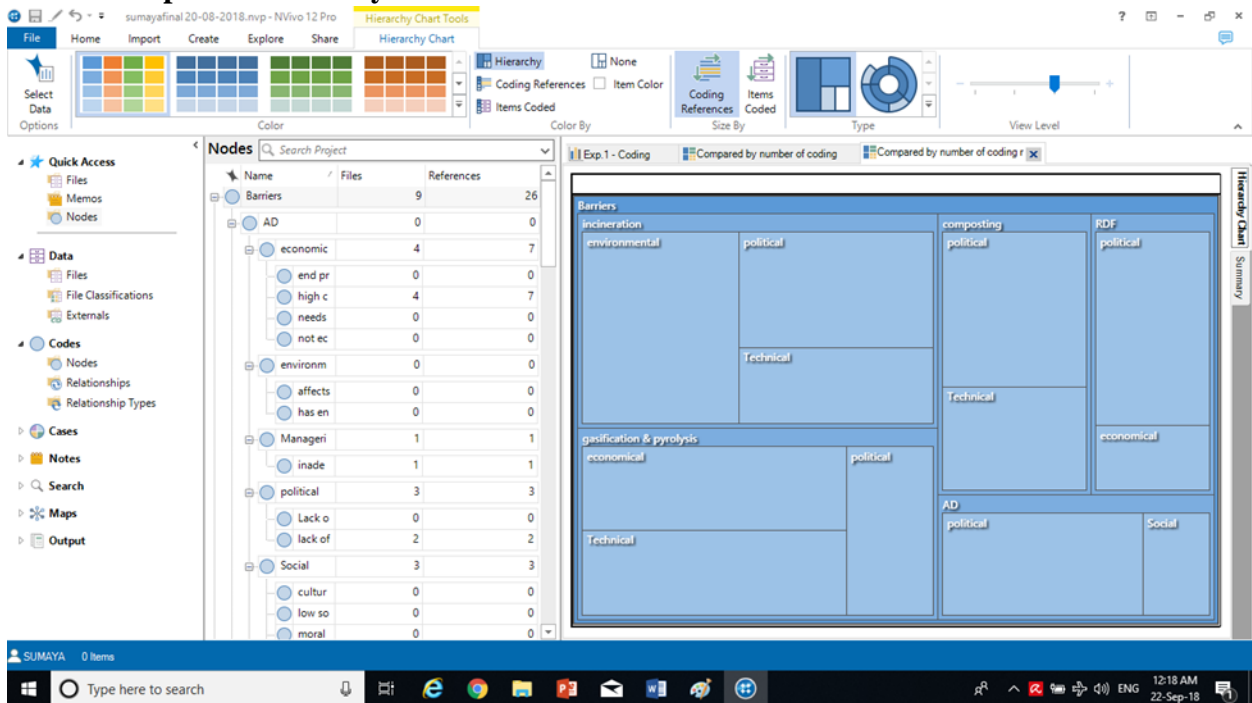 sumayafinal 20-08-2018.nvp - NVivo 12 Pro
Hierarchy Chart Tools
File Home Import Create Explore Share Hierarchy Chart
Select Data
Hierarchy None
Coding References Item Color
Items Coded
Coding References
Items Coded
Options Color Color By Size By Type View Level
Quick Access
Files
Memos
Nodes
Data
Files
File Classifications
Externals
Codes
Nodes
Relationships
Relationship Types
Cases
Notes
Search
Maps
Output
Nodes Search Project
Name Files References
Barriers 9 26
AD 0 0
economic 4 7
end pr 0 0
high c 4 7
needs 0 0
not ec 0 0
environm 0 0
affects 0 0
has en 0 0
Manageri 1 1
inade 1 1
political 3 3
Lack o 0 0
lack of 2 2
Social 3 3
cultur 0 0
low so 0 0
moral 0 0
Exp.1 - Coding Compared by number of coding Compared by number of coding r
Barriers
incineration composting RDF
environmental political political political
Technical
Technical
gasification & pyrolysis economical
economical political
AD
political Social
Technical
Hierarchy Chart
Summary
SUMAYA 0 Items
Type here to search
ENG 12:18 AM
22-Sep-18